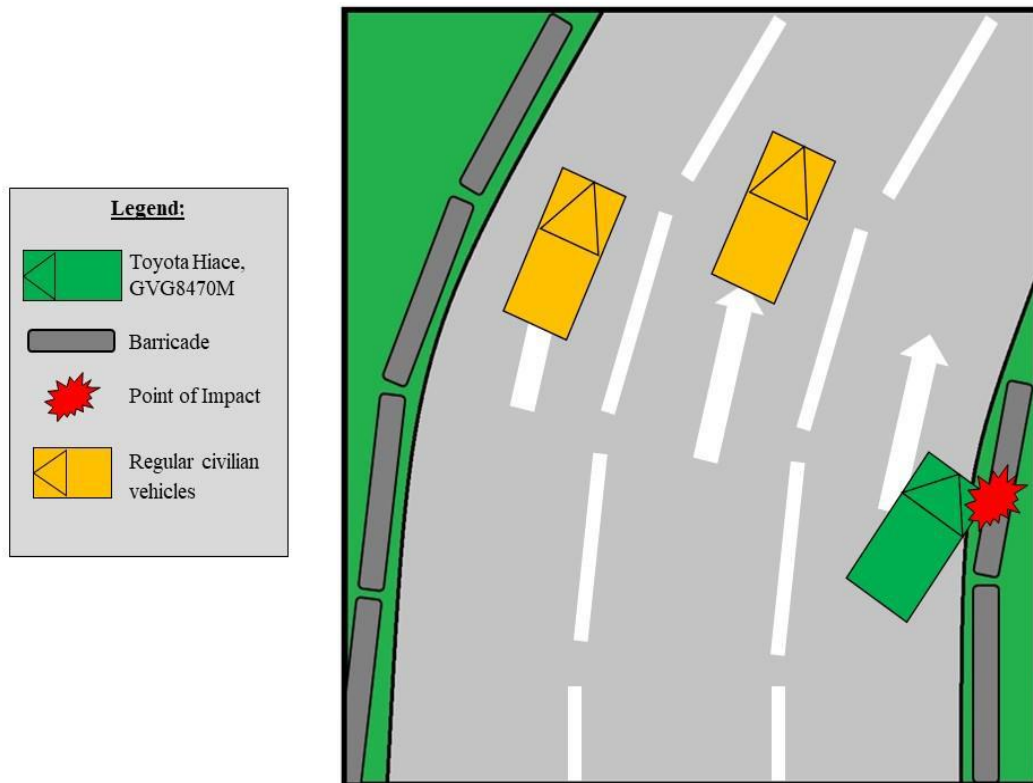 Legend:
Toyota Hiace,
GVG8470M
Barricade
Point of Impact
Regular civilian
vehicles